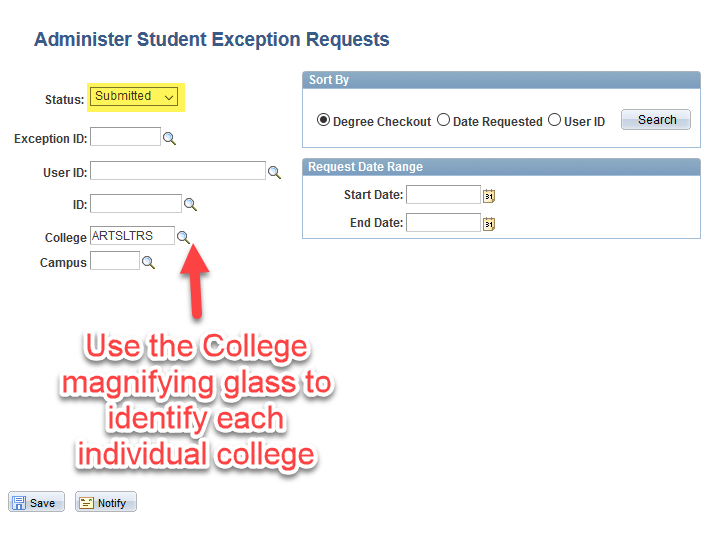 Administer Student Exception Requests
Status: Submitted
Exception ID:
User ID:
ID:
College ARTSLTRS
Campus
Sort By
Degree Checkout Date Requested User ID Search
Request Date Range
Start Date: 31
End Date: 31
Use the College
magnifying glass to
identify each
individual college
Save Notify